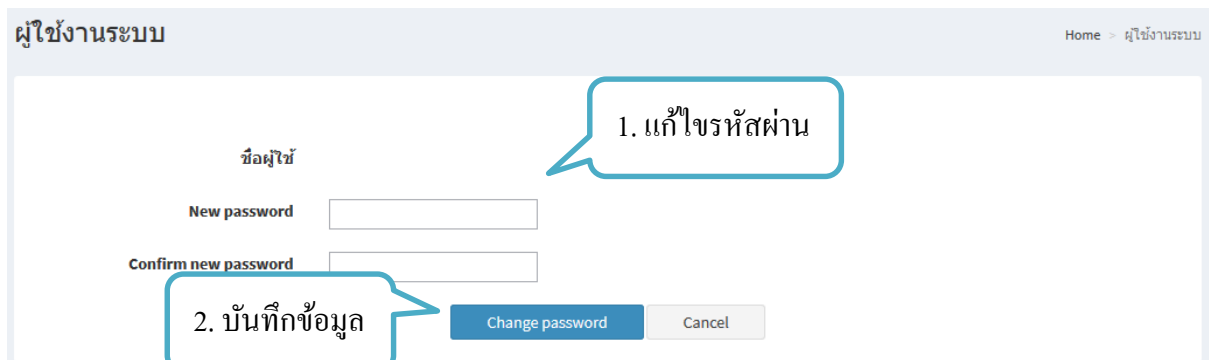 ผู้ใช้งานระบบ
Home > ผู้ใช้งานระบบ
1. แก้ไขรหัสผ่าน
ชื่อผู้ใช้
New password
Confirm new password
2. บันทึกข้อมูล
Change password
Cancel